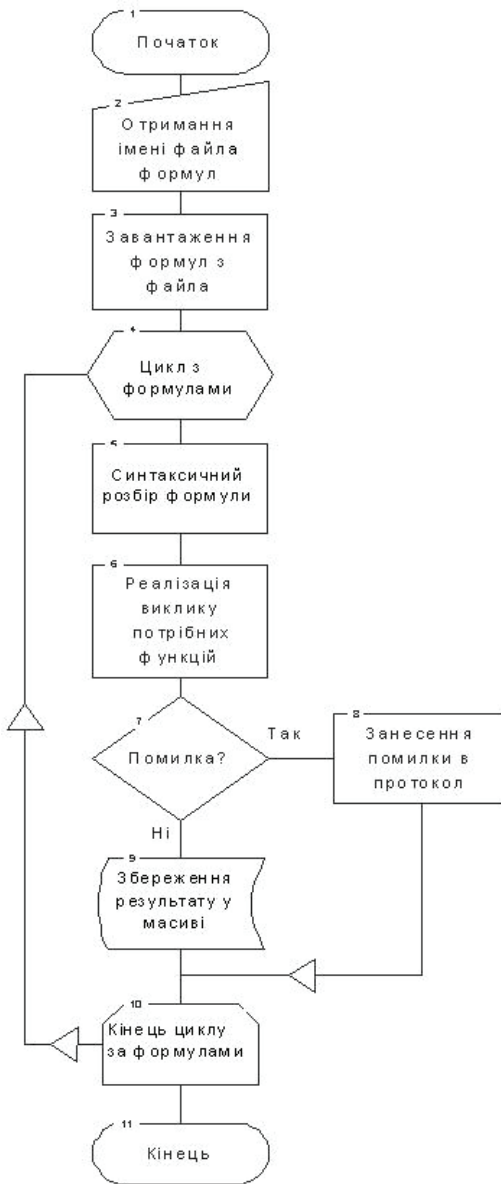 1
Початок
2
Отримання
імені файла
формул
3
Завантаження
формул з
файла
4
Цикл з
формулами
5
Синтаксичний
розбір формули
6
Реалізація
виклику
потрібних
функцій
7
Помилка?
Так
8
Занесення
помилки в
протокол
Ні
9
Збереження
результату у
масиві
10
Кінець циклу
за формулами
11
Кінець